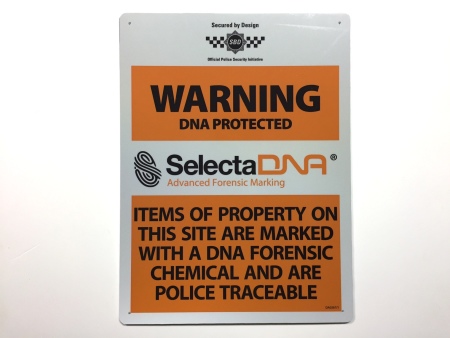 Secured by Design
SBD
Official Police Security Initiative
WARNING
DNA PROTECTED
SelectaDNA®
Advanced Forensic Marking
ITEMS OF PROPERTY ON
THIS SITE ARE MARKED
WITH A DNA FORENSIC
CHEMICAL AND ARE
POLICE TRACEABLE